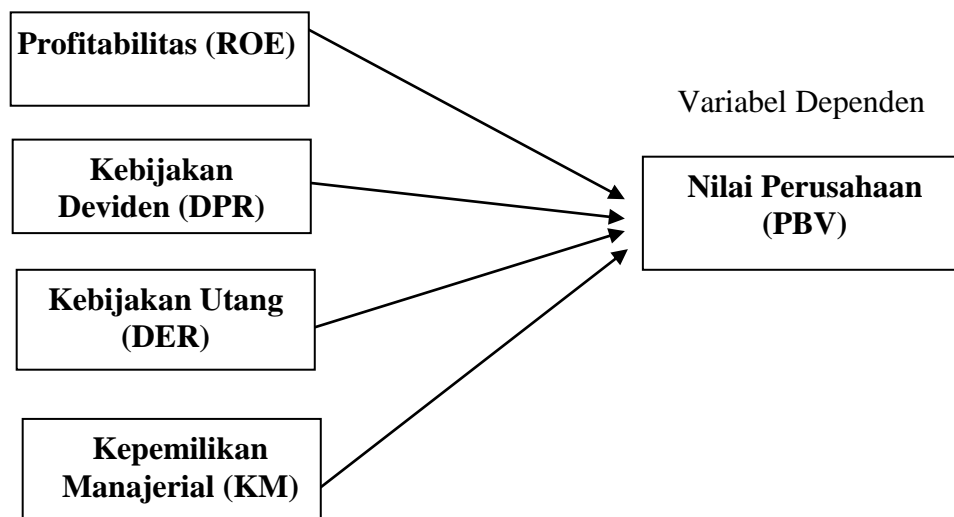 Profitabilitas (ROE)
Variabel Dependen
Kebijakan
Deviden (DPR)
Nilai Perusahaan
(PBV)
Kebijakan Utang
(DER)
Kepemilikan
Manajerial (KM)